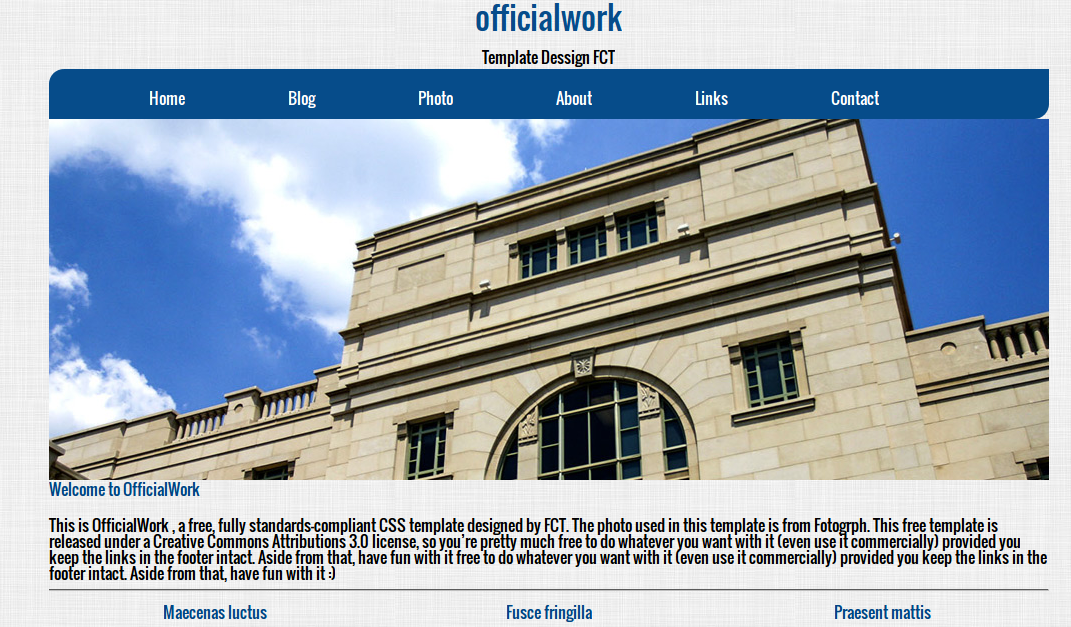 officialwork
Template Dessign FCT
Home Blog Photo About Links Contact
Welcome to OfficialWork
This is OfficialWork , a free, fully standards-compliant CSS template designed by FCT. The photo used in this template is from Fotogrph. This free template is
released under a Creative Commons Attributions 3.0 license, so you’re pretty much free to do whatever you want with it (even use it commercially) provided you
keep the links in the footer intact. Aside from that, have fun with it free to do whatever you want with it (even use it commercially) provided you keep the links in the
footer intact. Aside from that, have fun with it :)
Maecenas luctus Fusce fringilla Praesent mattis